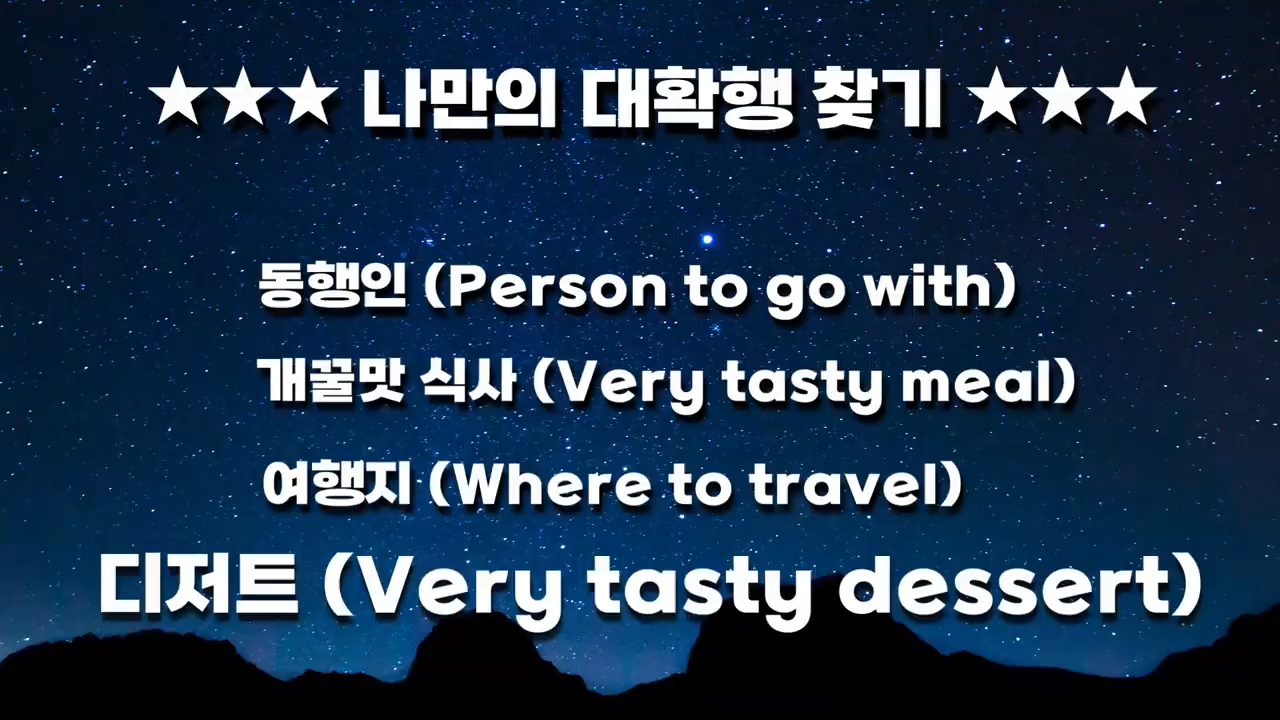 ★★★ 나만의 대확행 찾기 ★★★
동행인 (Person to go with)
개꿀맛 식사 (Very tasty meal)
여행지 (Where to travel)
디저트 (Very tasty dessert)